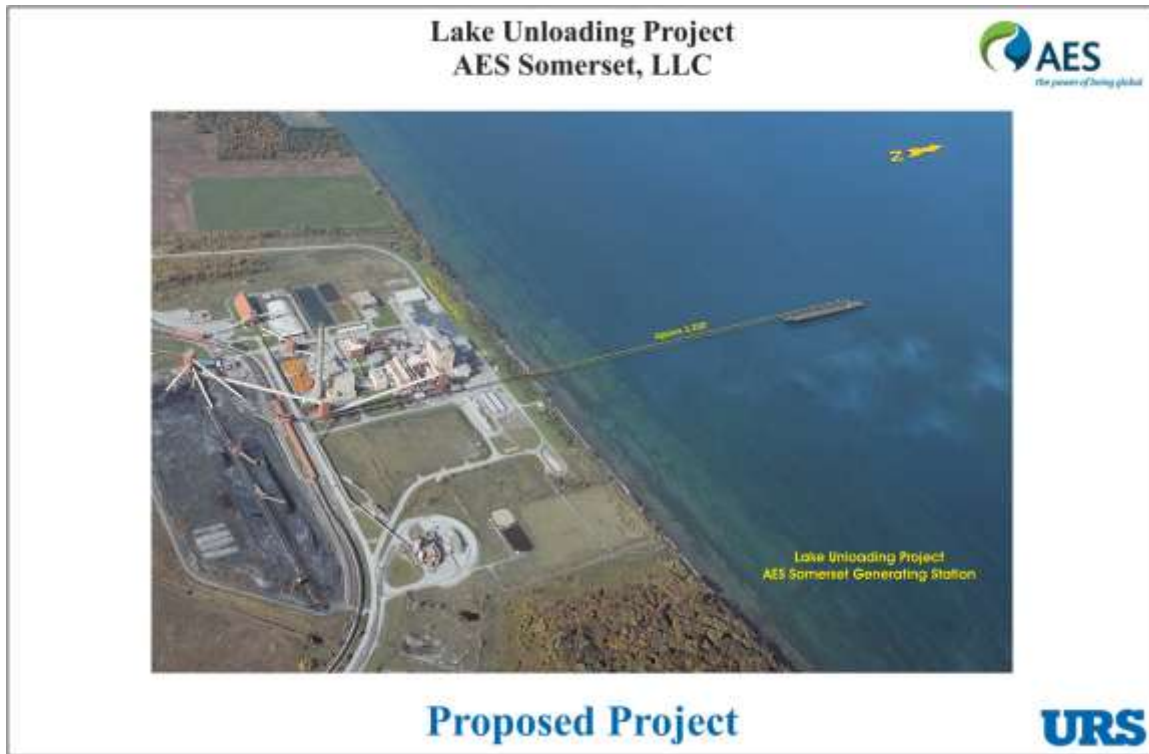 Lake Unloading Project
AES Somerset, LLC
AES
the power of being global
Z
Lake Unloading Project
AES Somerset Generating Station
Proposed Project
URS